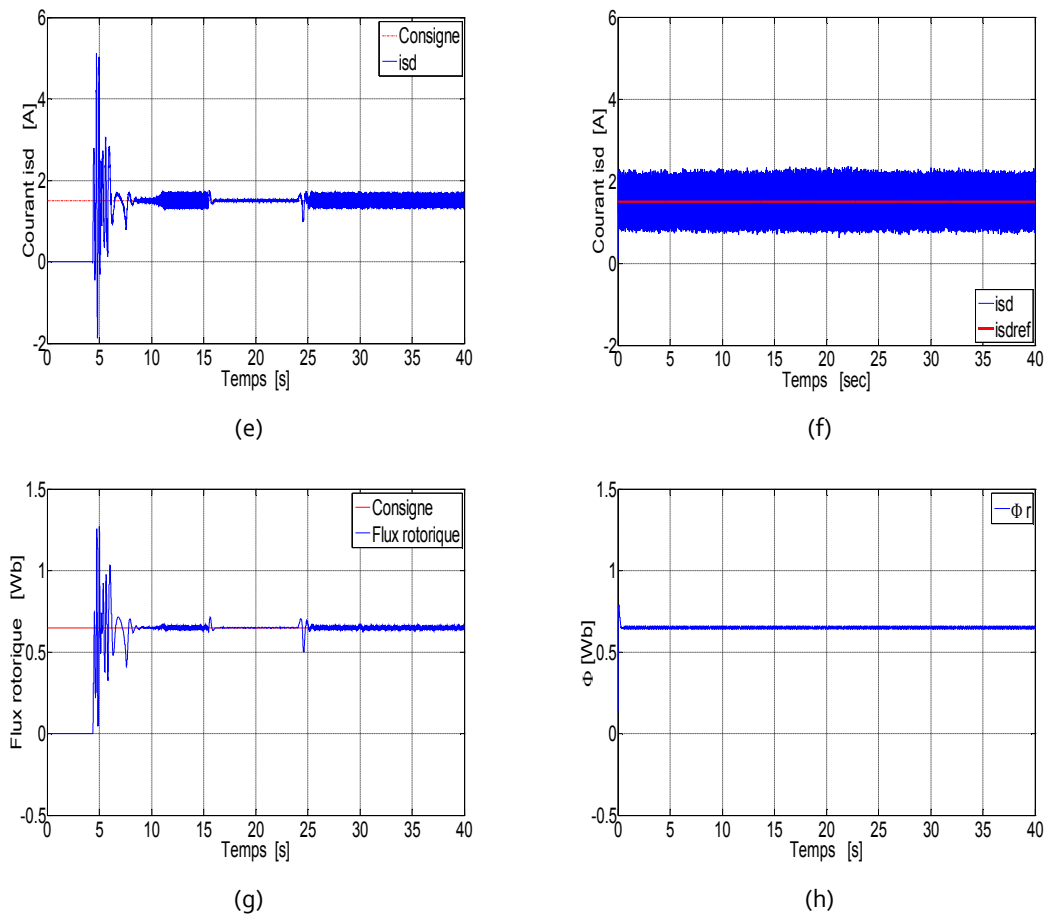 6
4
2
0
-2
Courant isd [A]
Consigne
isd
0 5 10 15 20 25 30 35 40
Temps [s]
(e)
6
4
2
0
-2
Courant isd [A]
isd
isdref
0 5 10 15 20 25 30 35 40
Temps [sec]
(f)
1.5
1
0.5
0
-0.5
Flux rotorique [Wb]
Consigne
Flux rotorique
0 5 10 15 20 25 30 35 40
Temps [s]
(g)
1.5
1
0.5
0
-0.5
Φ [Wb]
Φ r
0 5 10 15 20 25 30 35 40
Temps [s]
(h)